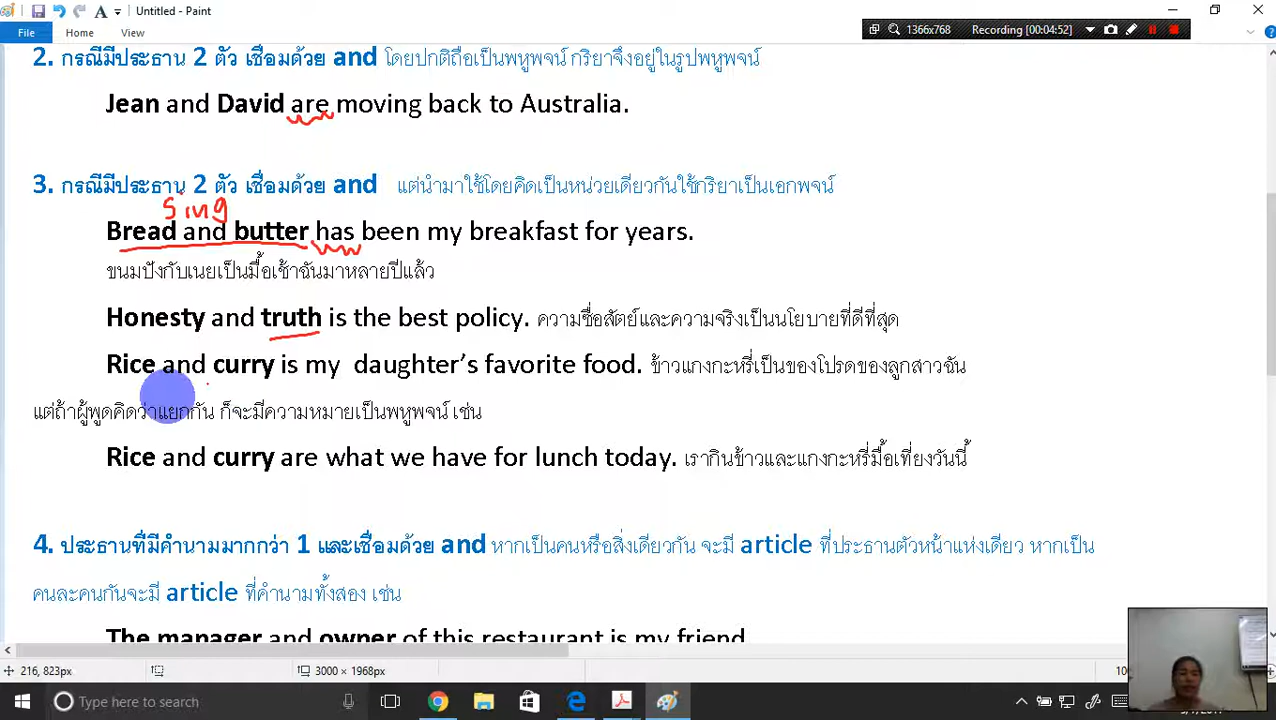 Untitled - Paint
File Home View
1366x768 Recording [00:04:52]
2. กรณีมีประธาน 2 ตัว เชื่อมด้วย and โดยปกติถือเป็นพหูพจน์ กริยาจึงอยู่ในรูปพหูพจน์
Jean and David are moving back to Australia.
3. กรณีมีประธาน 2 ตัว เชื่อมด้วย and แต่นำมาใช้โดยคิดเป็นหน่วยเดียวกันใช้กริยาเป็นเอกพจน์
Sing
Bread and butter has been my breakfast for years.
ขนมปังกับเนยเป็นมื้อเช้าฉันมาหลายปีแล้ว
Honesty and truth is the best policy. ความซื่อสัตย์และความจริงเป็นนโยบายที่ดีที่สุด
Rice and curry is my daughter's favorite food. ข้าวแกงกะหรี่เป็นของโปรดของลูกสาวฉัน
แต่ถ้าผู้พูดคิดว่าแยกกัน ก็จะมีความหมายเป็นพหูพจน์ เช่น
Rice and curry are what we have for lunch today. เรากินข้าวและแกงกะหรี่มื้อเที่ยงวันนี้
4. ประธานที่มีคำนามมากกว่า 1 และเชื่อมด้วย and หากเป็นคนหรือสิ่งเดียวกัน จะมี article ที่ประธานตัวหน้าแห่งเดียว หากเป็น
คนละคนกันจะมี article ที่คำนามทั้งสอง เช่น
The manager and owner of this restaurant is my friend
216, 823px 3000 × 1968px
Type here to search